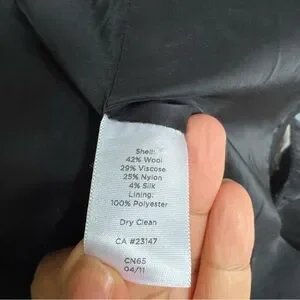 Shell:
42% Wool
29% Viscose
25% Nylon
4% Silk
Lining:
100% Polyester
Dry Clean
CA #23147
CN65
04/11